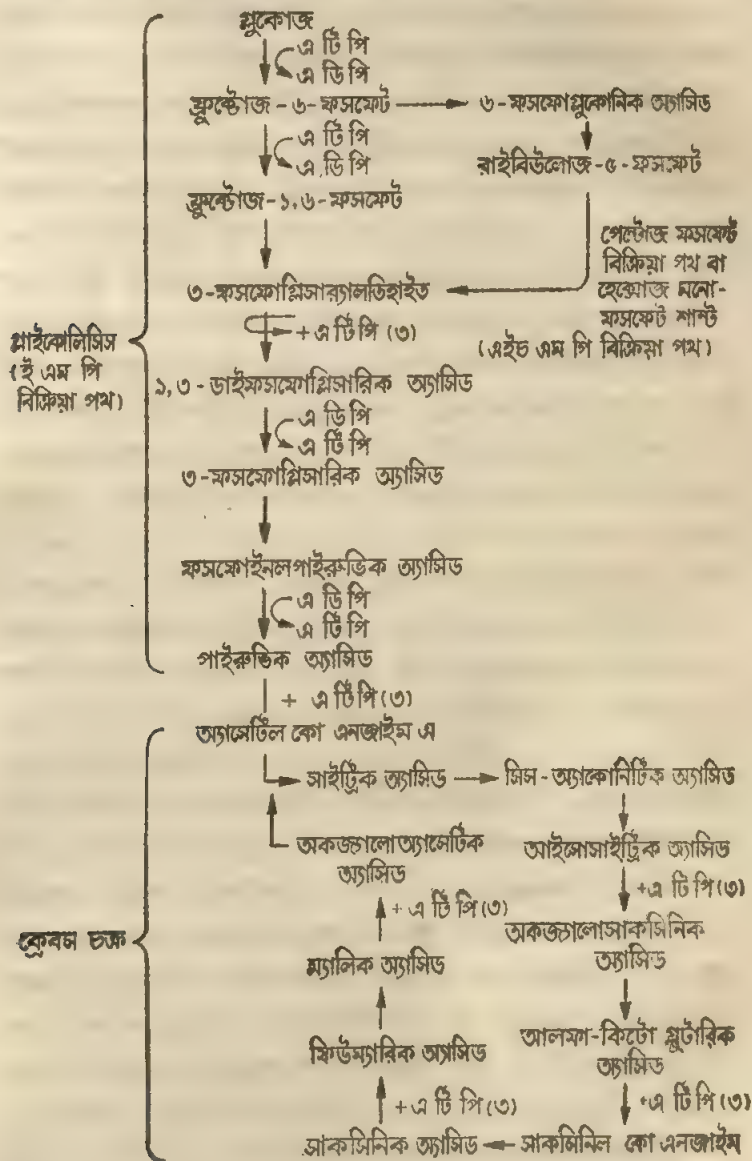 গ্লুকোজ
এ টি পি
এ ডি পি
ফ্রুক্টোজ-৬-ফসফেট
৬-ফসফোগ্লুকোনিক অ্যাসিড
এ টি পি
এ ডি পি
রাইবিউলোজ-৫-ফসফেট
ফ্রুক্টোজ-১,৬-ফসফেট
পেন্টোজ ফসফেট
বিক্রিয়া পথ বা
হেক্সোজ মনো-
ফসফেট শান্ট
(এইচ এম পি বিক্রিয়া পথ)
৩-ফসফোগ্লিসার‍্যালডিহাইড
+এ টি পি (৩)
গ্লাইকোলিসিস
(ই এম পি
বিক্রিয়া পথ)
১,৩-ডাইফসফোগ্লিসারিক অ্যাসিড
এ ডি পি
এ টি পি
৩-ফসফোগ্লিসারিক অ্যাসিড
ফসফোইনলপাইরুভিক অ্যাসিড
এ ডি পি
এ টি পি
পাইরুভিক অ্যাসিড
+ এ টি পি (৩)
অ্যাসেটিল কো এনজাইম এ
সাইট্রিক অ্যাসিড
সিস-অ্যাকোনিটিক অ্যাসিড
অকজ্যালোঅ্যাসেটিক
অ্যাসিড
আইসোসাইট্রিক অ্যাসিড
+এ টি পি (৩)
+এ টি পি (৩)
অকজ্যালোসাকসিনিক
অ্যাসিড
ক্রেবস চক্র
ম্যালিক অ্যাসিড
আলফা-কিটো গ্লুটারিক
অ্যাসিড
ফিউম্যারিক অ্যাসিড
+এ টি পি (৩)
+এ টি পি (৩)
সাকসিনিক অ্যাসিড
সাকসিনিল কো এনজাইম